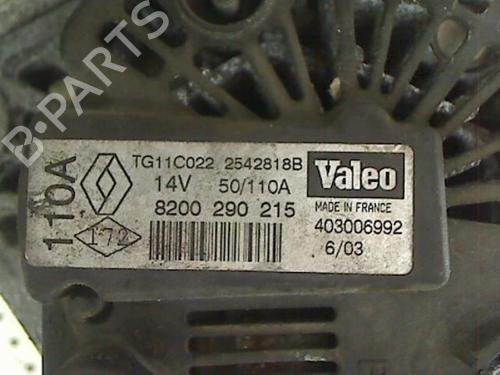 B-PARTS
110A
TG11C022 2542818B
14V 50/110A
8200 290 215
172
Valeo
MADE IN FRANCE
403006992
6/03